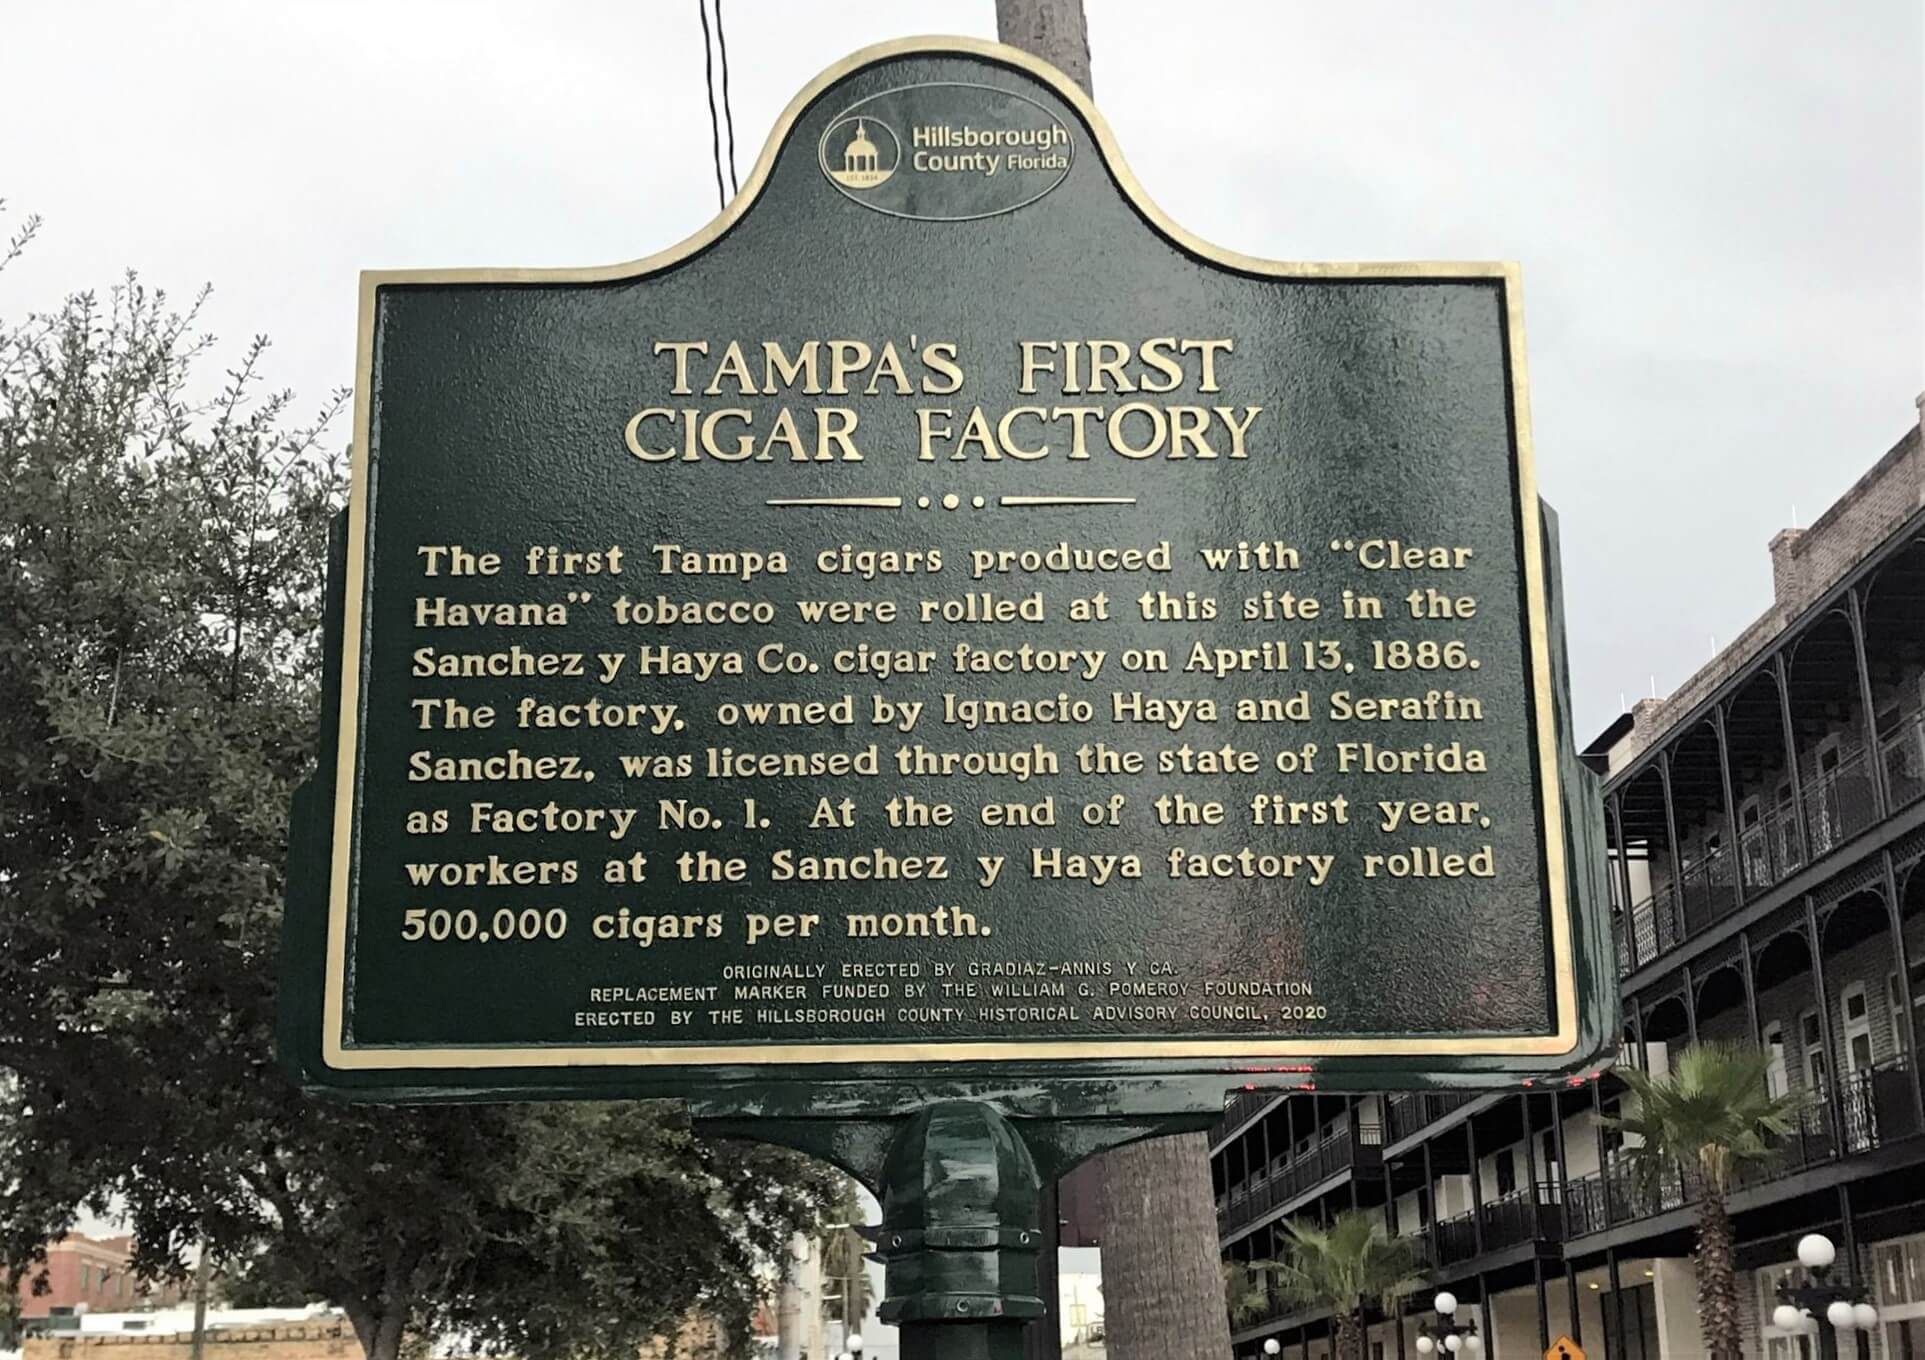 Hillsborough
County Florida
EST. 1834
TAMPA'S FIRST
CIGAR FACTORY
The first Tampa cigars produced with “Clear
Havana” tobacco were rolled at this site in the
Sanchez y Haya Co. cigar factory on April 13, 1886.
The factory, owned by Ignacio Haya and Serafin
Sanchez, was licensed through the state of Florida
as Factory No. 1. At the end of the first year,
workers at the Sanchez y Haya factory rolled
500,000 cigars per month.
ORIGINALLY ERECTED BY GRADIAZ-ANNIS Y CA.
REPLACEMENT MARKER FUNDED BY THE WILLIAM G. POMEROY FOUNDATION
ERECTED BY THE HILLSBOROUGH COUNTY HISTORICAL ADVISORY COUNCIL, 2020